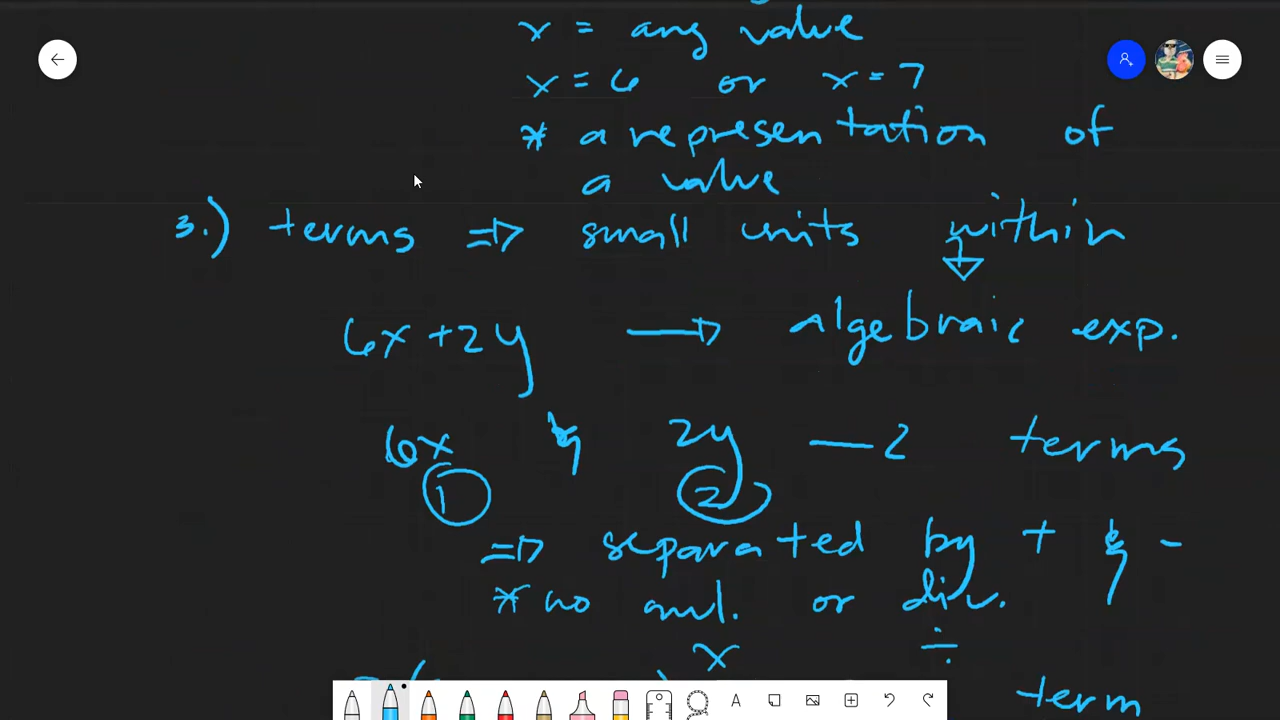 x = any value
x = 6 or x = 7
* a representation of
a value
3.) terms ⇒ small units within
6x + 2y → algebraic exp.
6x & 2y — 2 terms
1 2
⇒ separated by + & -
* no mul. or div.
x ÷
term
A